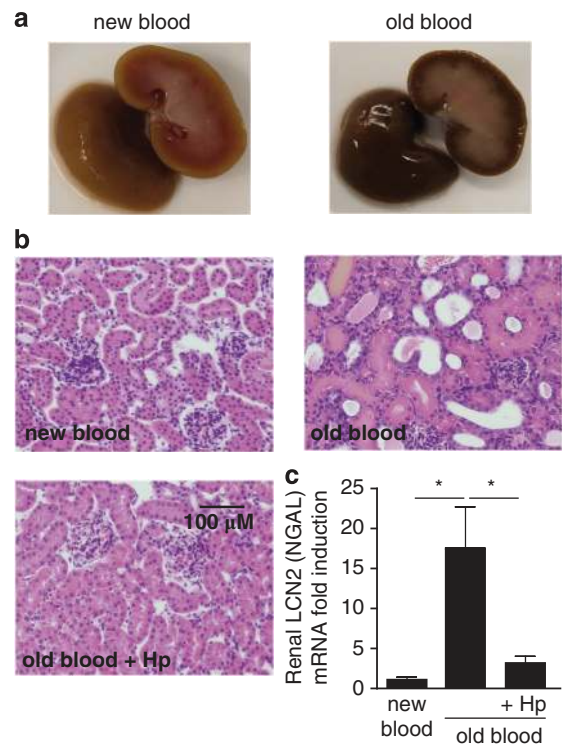 a
new blood
old blood
b
new blood
old blood
100 μM
old blood + Hp
c
Renal LCN2 (NGAL)
mRNA fold induction
25
20
15
10
5
0
*
*
new
blood
+ Hp
old blood